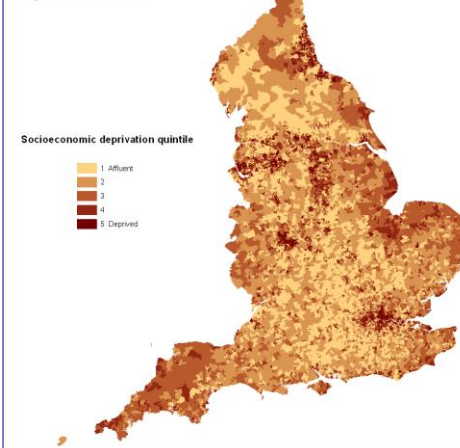 Socioeconomic deprivation quintile
1 Affluent
2
3
4
5 Deprived